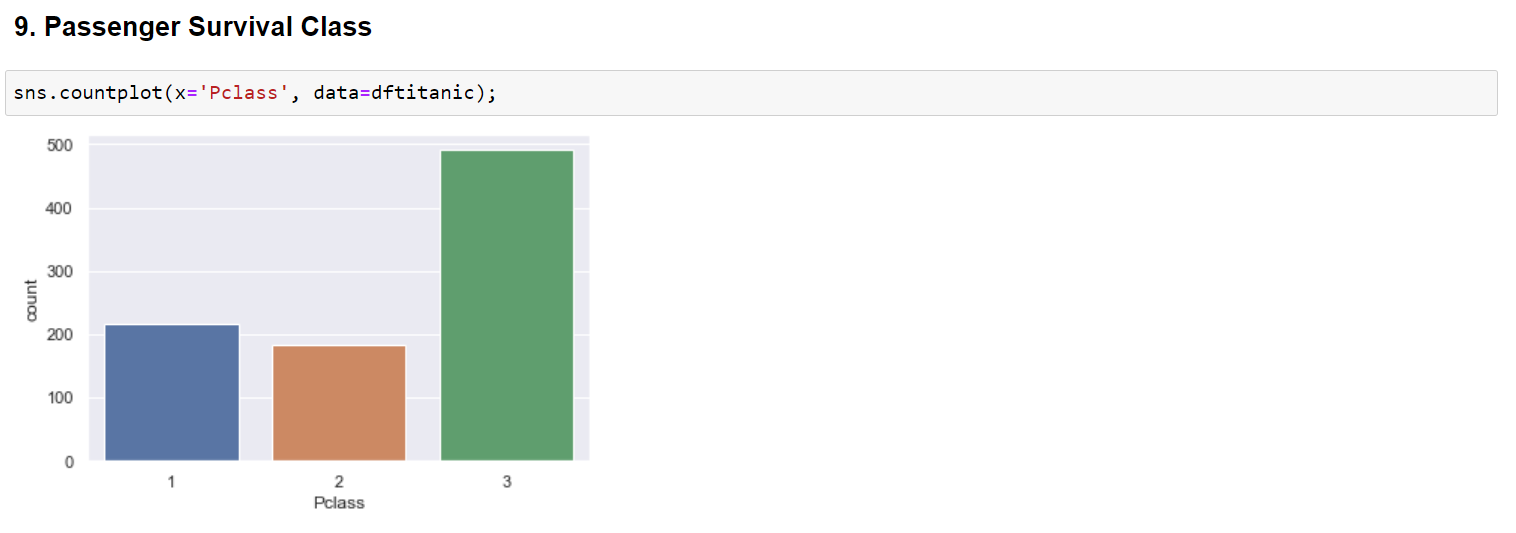 9. Passenger Survival Class
sns.countplot(x='Pclass', data=dftitanic);
500
400
300
200
100
0
count
1 2 3
Pclass